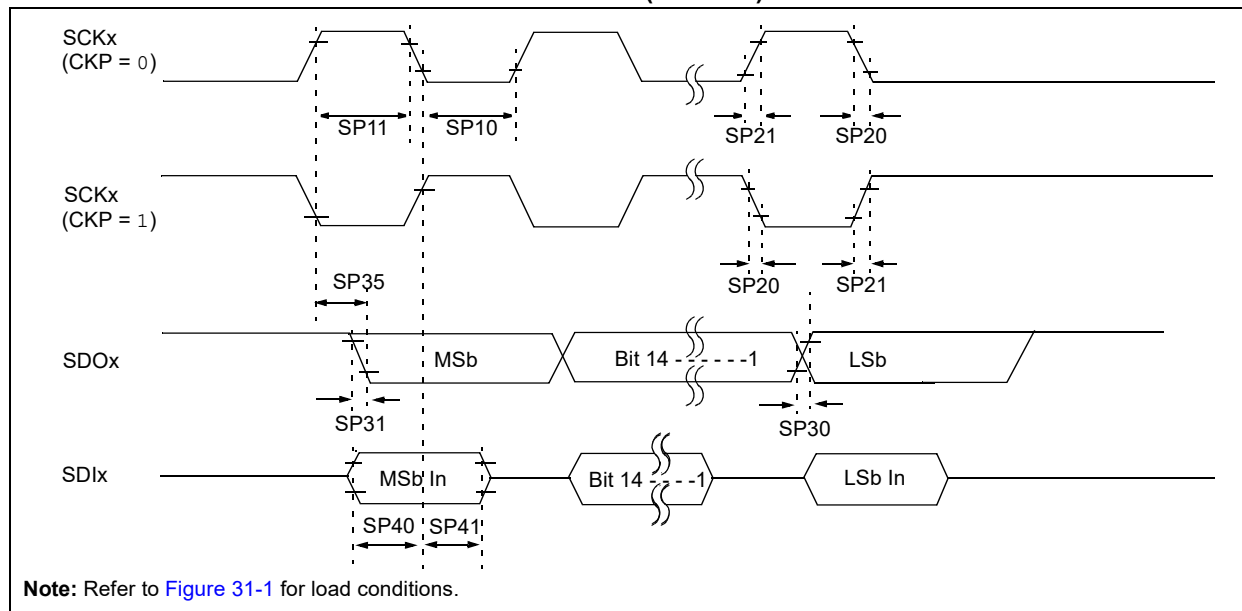 SCKx
(CKP = 0)
SP11
SP10
SP21
SP20
SCKx
(CKP = 1)
SP35
SP20
SP21
SDOx
MSb
Bit 14 - - - - - -1
LSb
SP31
SP30
SDIx
MSb In
Bit 14 - - - -1
LSb In
SP40
SP41
Note: Refer to Figure 31-1 for load conditions.